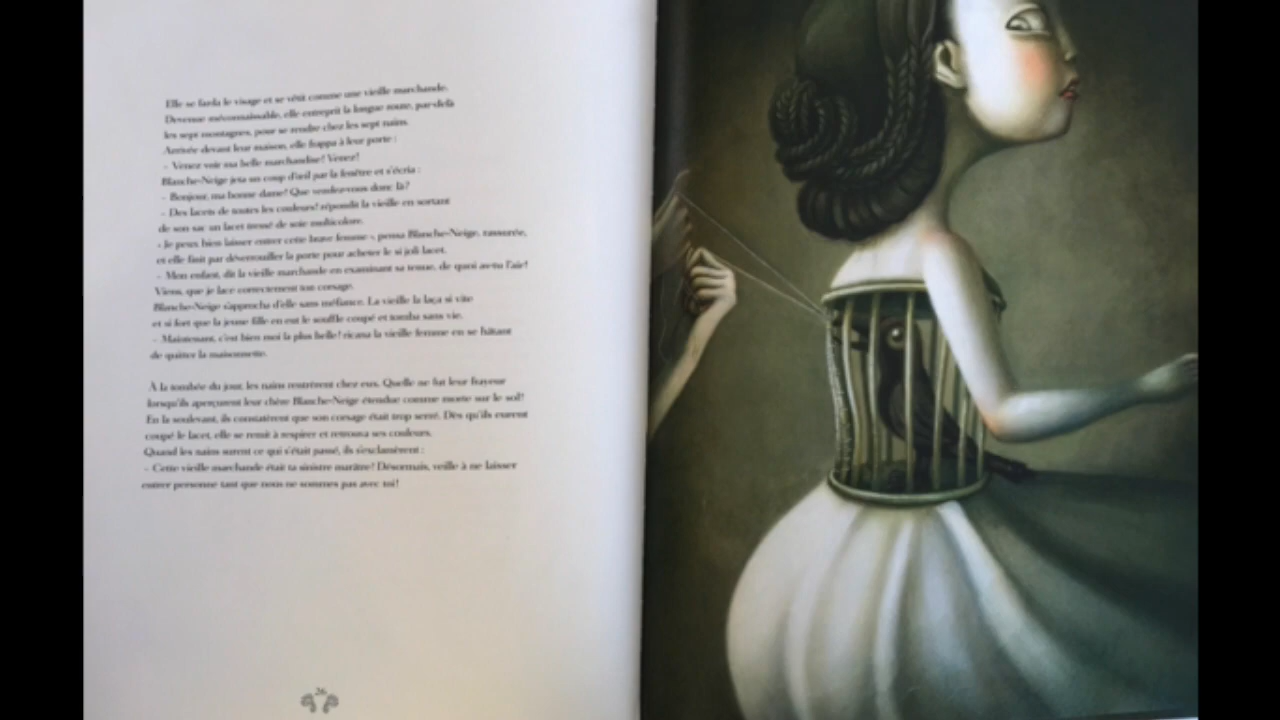 Elle se farda le visage et se vêtit comme une vieille marchande.
Devenue méconnaissable, elle entreprit la longue route, par-delà
les sept montagnes, pour se rendre chez les sept nains.
Arrivée devant leur maison, elle frappa à leur porte :
- Venez voir ma belle marchandise! Venez!
Blanche-Neige jeta un coup d'œil par la fenêtre et s'écria :
- Bonjour, ma bonne dame! Que vendez-vous donc là?
- Des lacets de toutes les couleurs! répondit la vieille en sortant
de son sac un lacet tressé de soie multicolore.
« Je peux bien laisser entrer cette brave femme », pensa Blanche-Neige, rassurée,
et elle finit par déverrouiller la porte pour acheter le si joli lacet.
- Mon enfant, dit la vieille marchande en examinant sa tenue, de quoi as-tu l'air!
Viens, que je lace correctement ton corsage.
Blanche-Neige s'approcha d'elle sans méfiance. La vieille la laça si vite
et si fort que la jeune fille en eut le souffle coupé et tomba sans vie.
- Maintenant, c'est bien moi la plus belle! ricana la vieille femme en se hâtant
de quitter la maisonnette.
À la tombée du jour, les nains rentrèrent chez eux. Quelle ne fut leur frayeur
lorsqu'ils aperçurent leur chère Blanche-Neige étendue comme morte sur le sol!
En la soulevant, ils constatèrent que son corsage était trop serré. Dès qu'ils eurent
coupé le lacet, elle se remit à respirer et retrouva ses couleurs.
Quand les nains surent ce qui s'était passé, ils s'exclamèrent :
- Cette vieille marchande était ta sinistre marâtre! Désormais, veille à ne laisser
entrer personne tant que nous ne sommes pas avec toi!